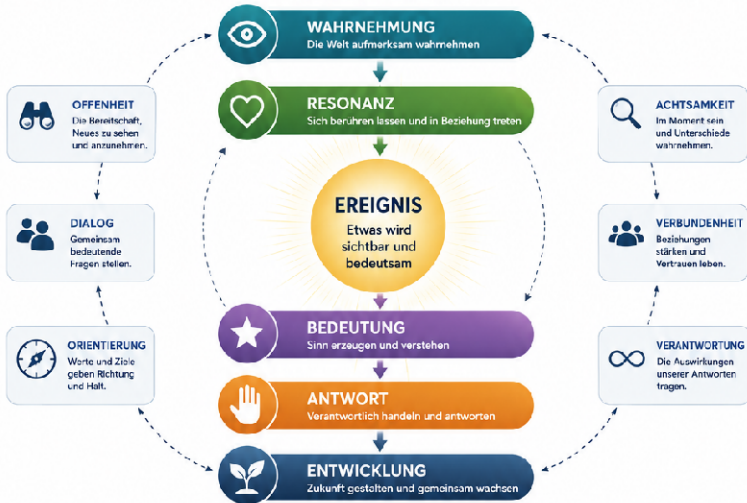 WAHRNEHMUNG
Die Welt aufmerksam wahrnehmen
RESONANZ
Sich berühren lassen und in Beziehung treten
OFFENHEIT
Die Bereitschaft,
Neues zu sehen
und anzunehmen.
ACHTSAMKEIT
Im Moment sein
und Unterschiede
wahrnehmen.
EREIGNIS
Etwas wird
sichtbar und
bedeutsam
DIALOG
Gemeinsam
bedeutende
Fragen stellen.
VERBUNDENHEIT
Beziehungen
stärken und
Vertrauen leben.
BEDEUTUNG
Sinn erzeugen und verstehen
ORIENTIERUNG
Werte und Ziele
geben Richtung
und Halt.
VERANTWORTUNG
Die Auswirkungen
unserer Antworten
tragen.
ANTWORT
Verantwortlich handeln und antworten
ENTWICKLUNG
Zukunft gestalten und gemeinsam wachsen